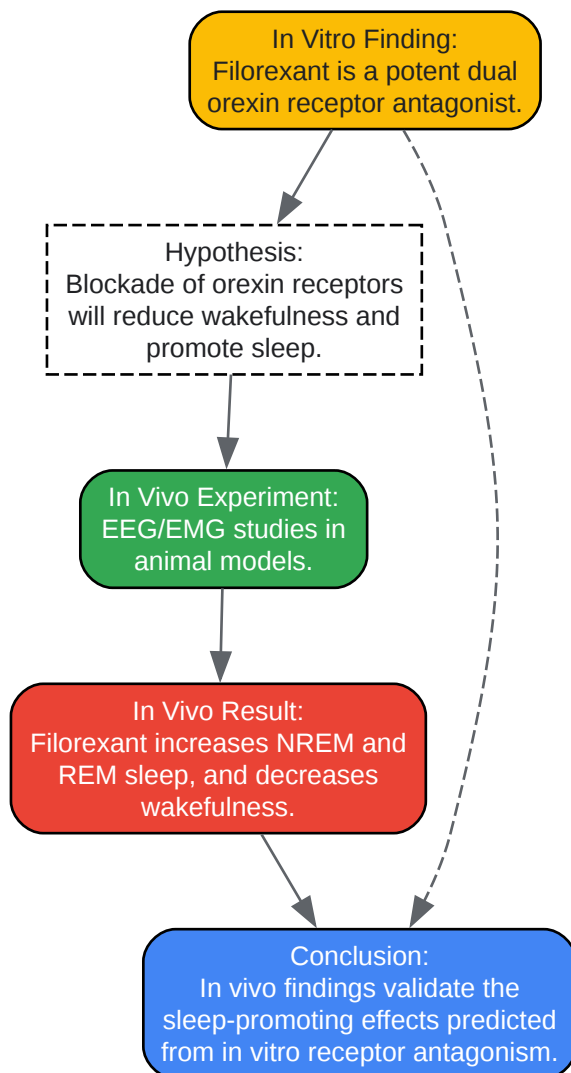 In Vitro Finding:
Filorexant is a potent dual
orexin receptor antagonist.
Hypothesis:
Blockade of orexin receptors
will reduce wakefulness and
promote sleep.
In Vivo Experiment:
EEG/EMG studies in
animal models.
In Vivo Result:
Filorexant increases NREM and
REM sleep, and decreases
wakefulness.
Conclusion:
In vivo findings validate the
sleep-promoting effects predicted
from in vitro receptor antagonism.